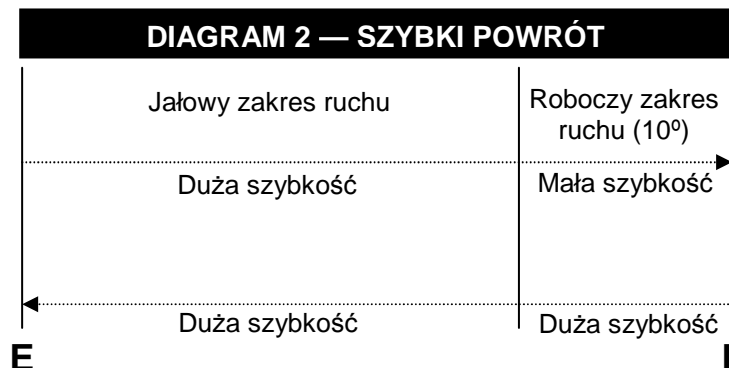 DIAGRAM 2 — SZYBKI POWRÓT
Jałowy zakres ruchu
Roboczy zakres
ruchu (10º)
Duża szybkość
Mała szybkość
Duża szybkość
Duża szybkość
E